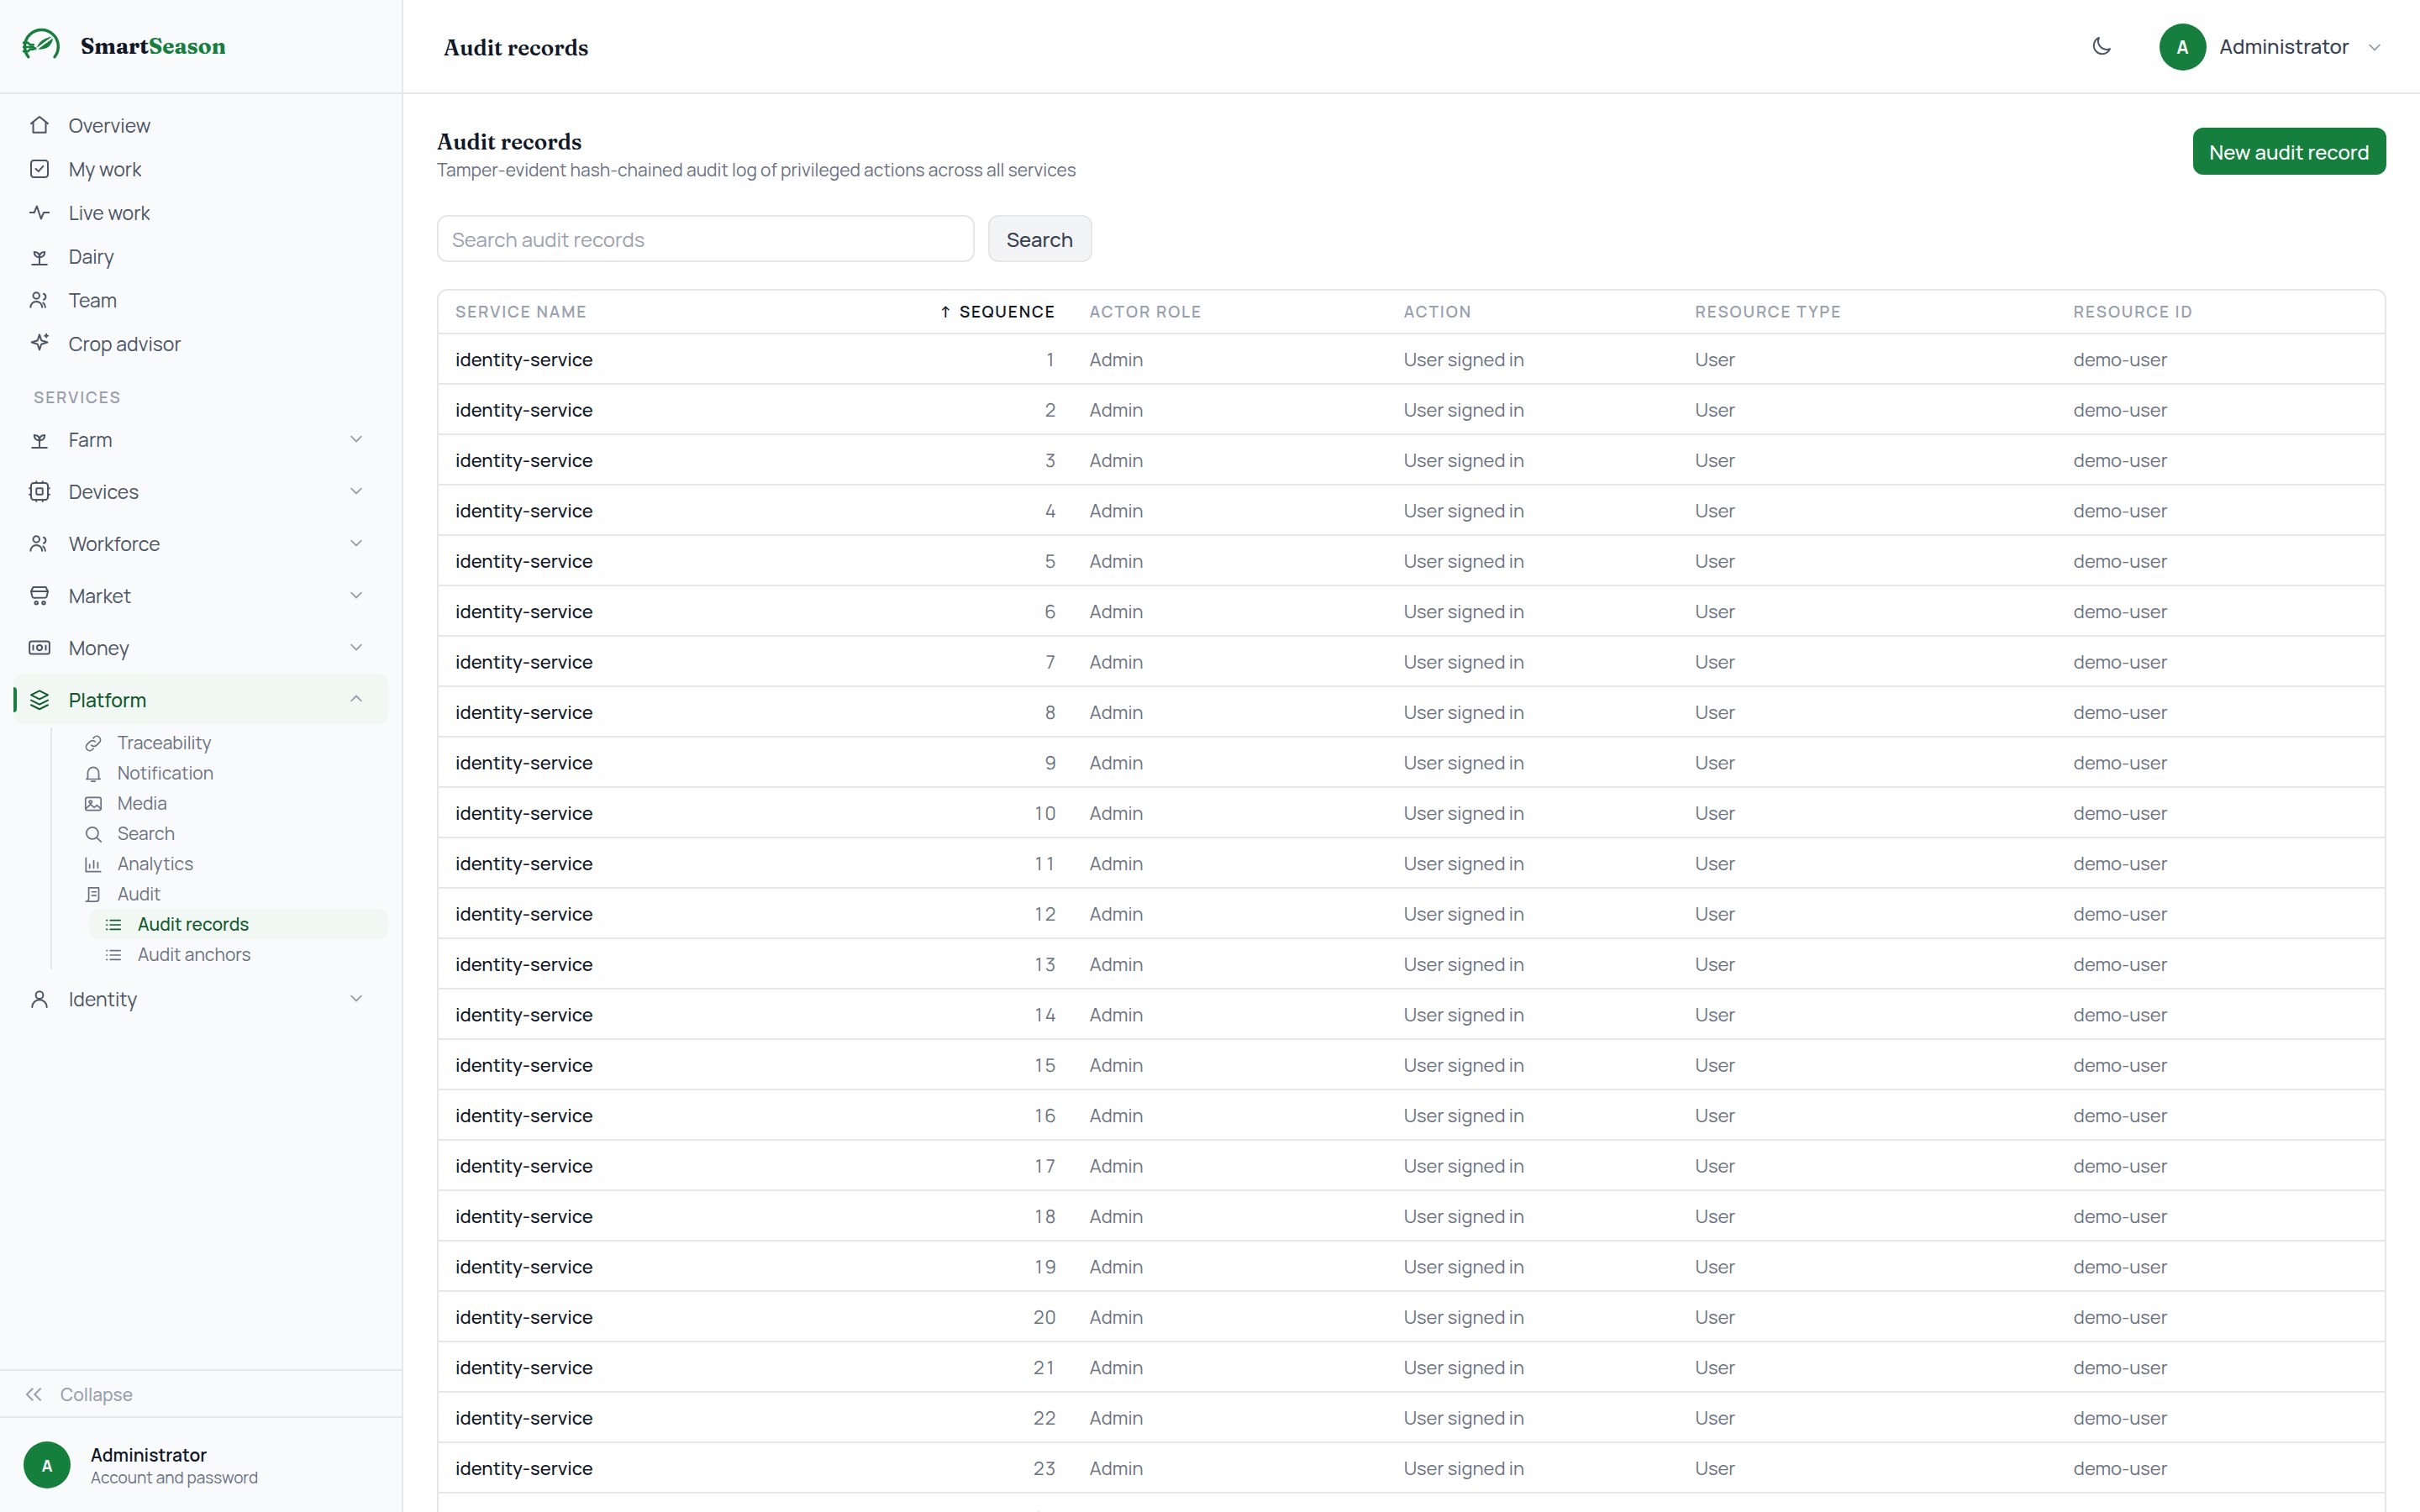 SmartSeason
Audit records
A
Administrator
Overview
My work
Live work
Dairy
Team
Crop advisor
SERVICES
Farm
Devices
Workforce
Market
Money
Platform
Traceability
Notification
Media
Search
Analytics
Audit
Audit records
Audit anchors
Identity
Collapse
A
Administrator
Account and password
Audit records
Tamper-evident hash-chained audit log of privileged actions across all services
New audit record
Search audit records
Search
SERVICE NAME ↑ SEQUENCE ACTOR ROLE ACTION RESOURCE TYPE RESOURCE ID
identity-service 1 Admin User signed in User demo-user
identity-service 2 Admin User signed in User demo-user
identity-service 3 Admin User signed in User demo-user
identity-service 4 Admin User signed in User demo-user
identity-service 5 Admin User signed in User demo-user
identity-service 6 Admin User signed in User demo-user
identity-service 7 Admin User signed in User demo-user
identity-service 8 Admin User signed in User demo-user
identity-service 9 Admin User signed in User demo-user
identity-service 10 Admin User signed in User demo-user
identity-service 11 Admin User signed in User demo-user
identity-service 12 Admin User signed in User demo-user
identity-service 13 Admin User signed in User demo-user
identity-service 14 Admin User signed in User demo-user
identity-service 15 Admin User signed in User demo-user
identity-service 16 Admin User signed in User demo-user
identity-service 17 Admin User signed in User demo-user
identity-service 18 Admin User signed in User demo-user
identity-service 19 Admin User signed in User demo-user
identity-service 20 Admin User signed in User demo-user
identity-service 21 Admin User signed in User demo-user
identity-service 22 Admin User signed in User demo-user
identity-service 23 Admin User signed in User demo-user